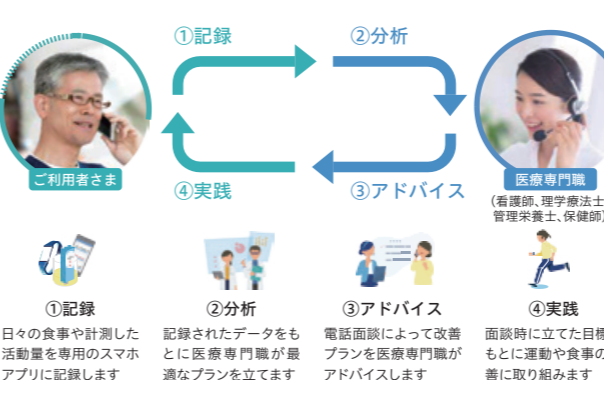 ①記録
②分析
ご利用者さま
医療専門職
④実践
③アドバイス
(看護師、理学療法士
管理栄養士、保健師)
①記録
日々の食事や計測した
活動量を専用のスマホ
アプリに記録します
②分析
記録されたデータをも
とに医療専門職が最
適なプランを立てます
③アドバイス
電話面談によって改善
プランを医療専門職が
アドバイスします
④実践
面談時に立てた目標
もとに運動や食事の
善に取り組みます